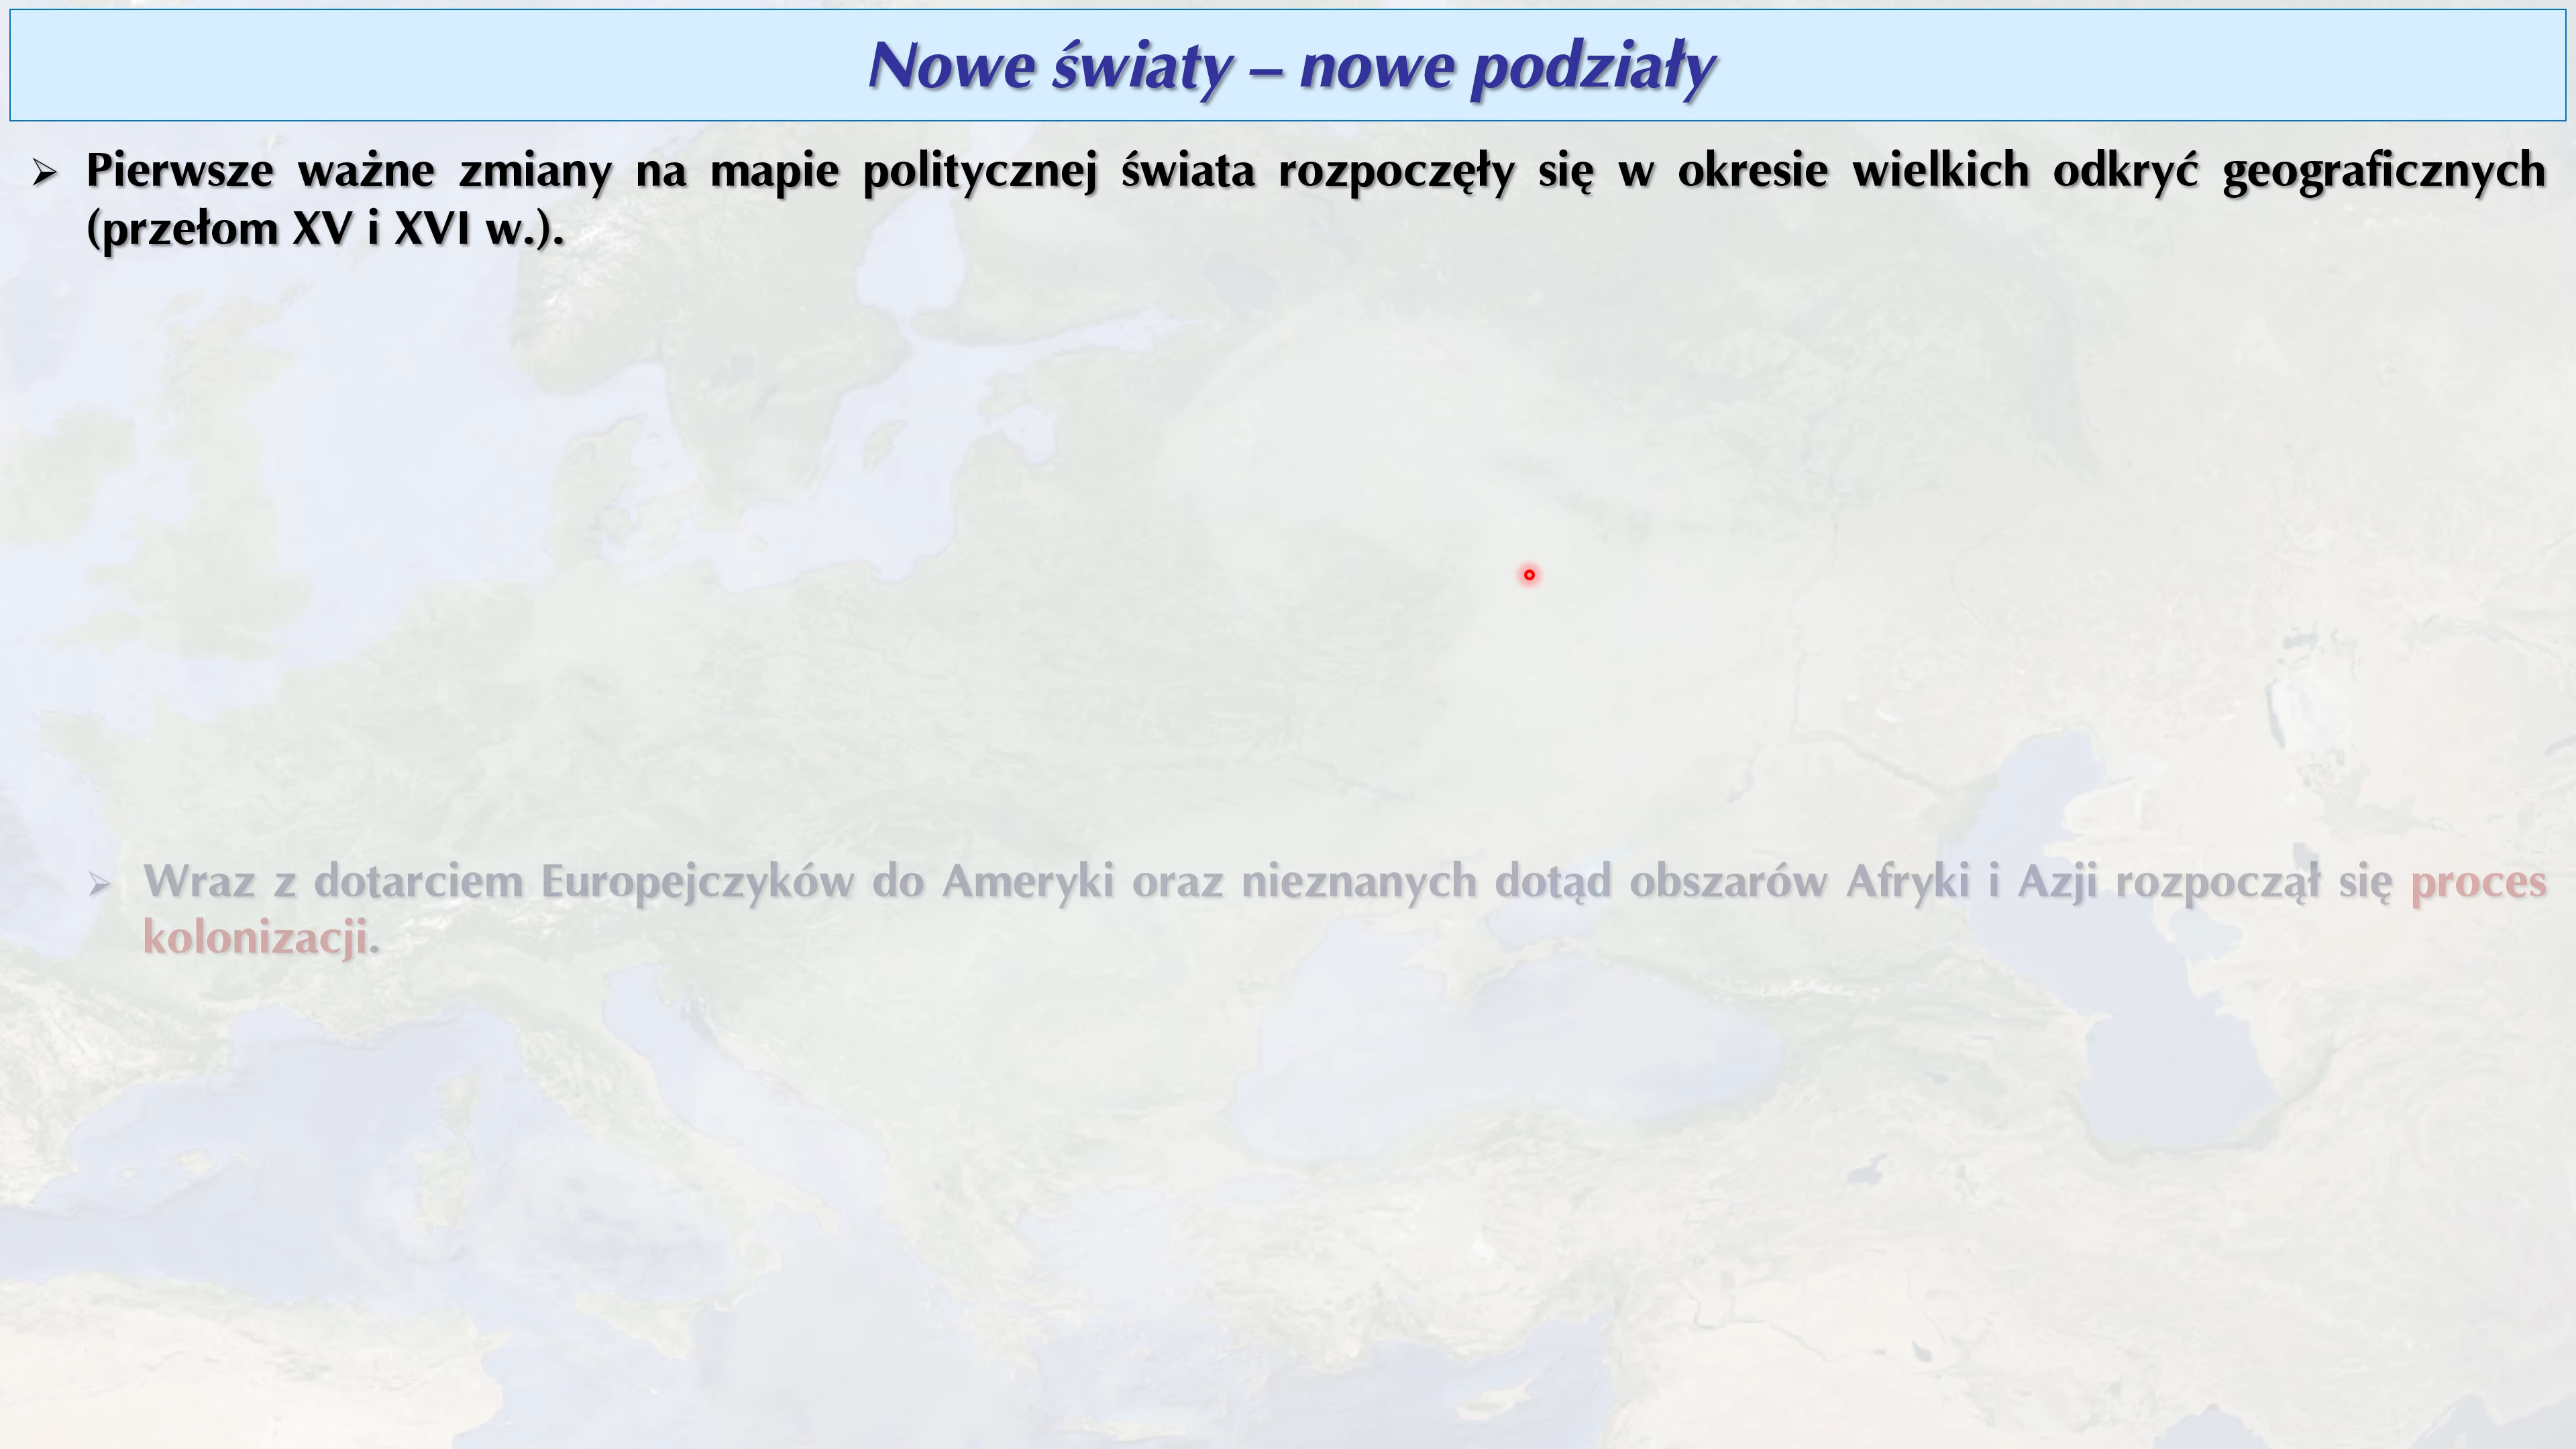 Nowe światy – nowe podziały
Pierwsze ważne zmiany na mapie politycznej świata rozpoczęły się w okresie wielkich odkryć geograficznych
(przełom XV i XVI w.).
Wraz z dotarciem Europejczyków do Ameryki oraz nieznanych dotąd obszarów Afryki i Azji rozpoczął się proces
kolonizacji.